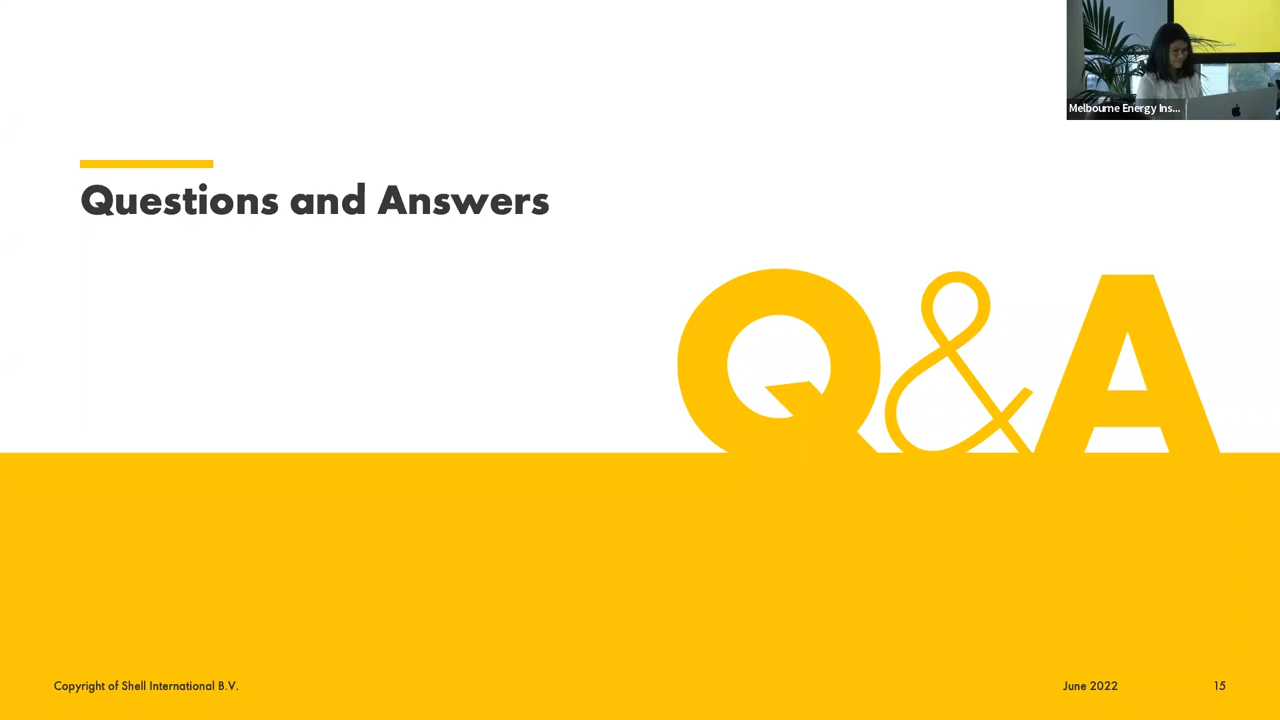 Melbourne Energy Ins...
Questions and Answers
Q&A
Copyright of Shell International B.V.
June 2022
15